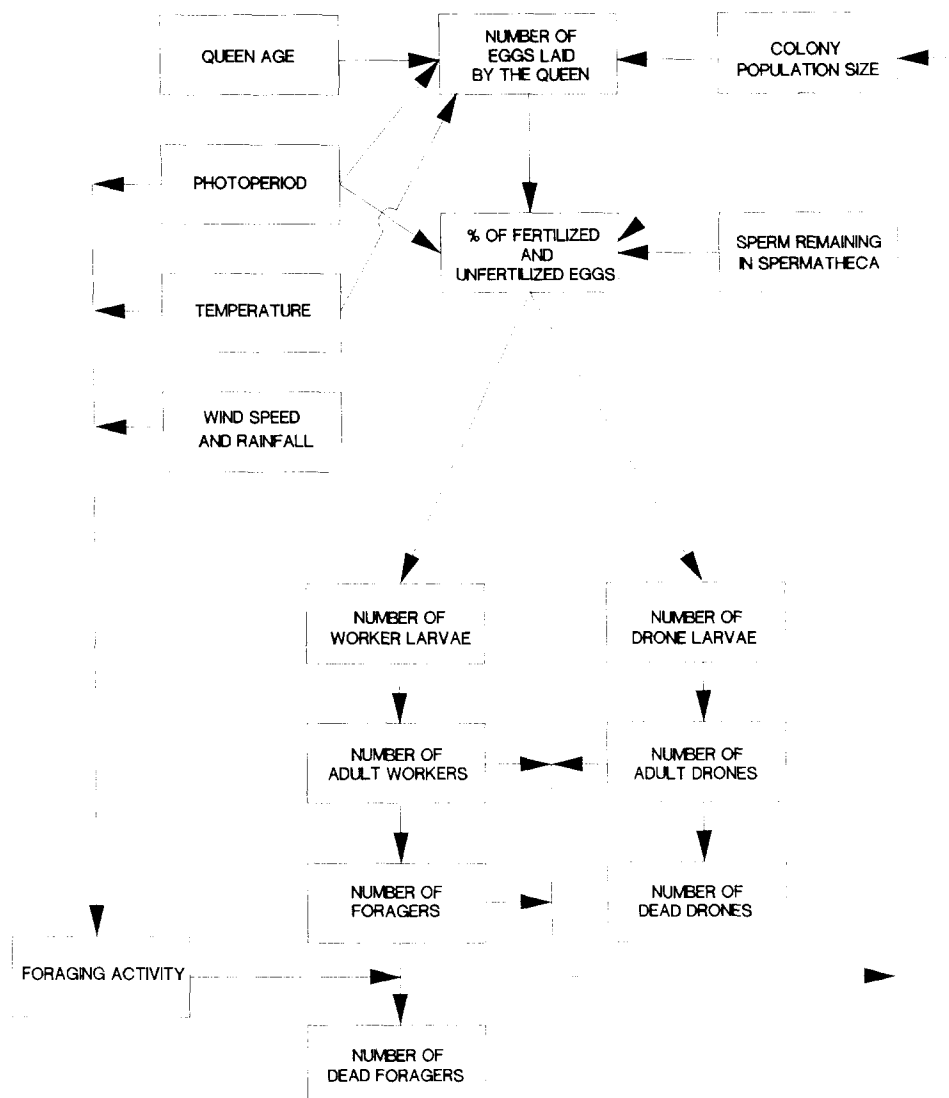 QUEEN AGE
NUMBER OF
EGGS LAID
BY THE QUEEN
COLONY
POPULATION SIZE
PHOTOPERIOD
% OF FERTILIZED
AND
UNFERTILIZED EGGS
SPERM REMAINING
IN SPERMATHECA
TEMPERATURE
WIND SPEED
AND RAINFALL
NUMBER OF
WORKER LARVAE
NUMBER OF
DRONE LARVAE
NUMBER OF
ADULT WORKERS
NUMBER OF
ADULT DRONES
NUMBER OF
FORAGERS
NUMBER OF
DEAD DRONES
FORAGING ACTIVITY
NUMBER OF
DEAD FORAGERS